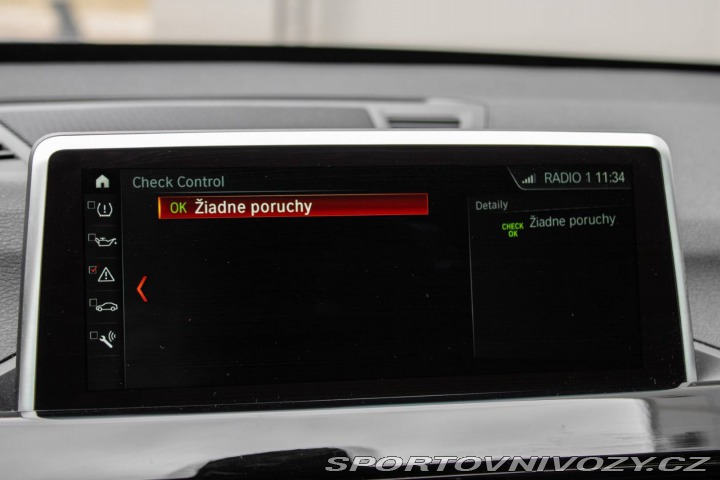 Check Control
RADIO 1 11:34
OK Žiadne poruchy
Detaily
CHECK
OK
Žiadne poruchy
SPORTOVNIVOZY.CZ